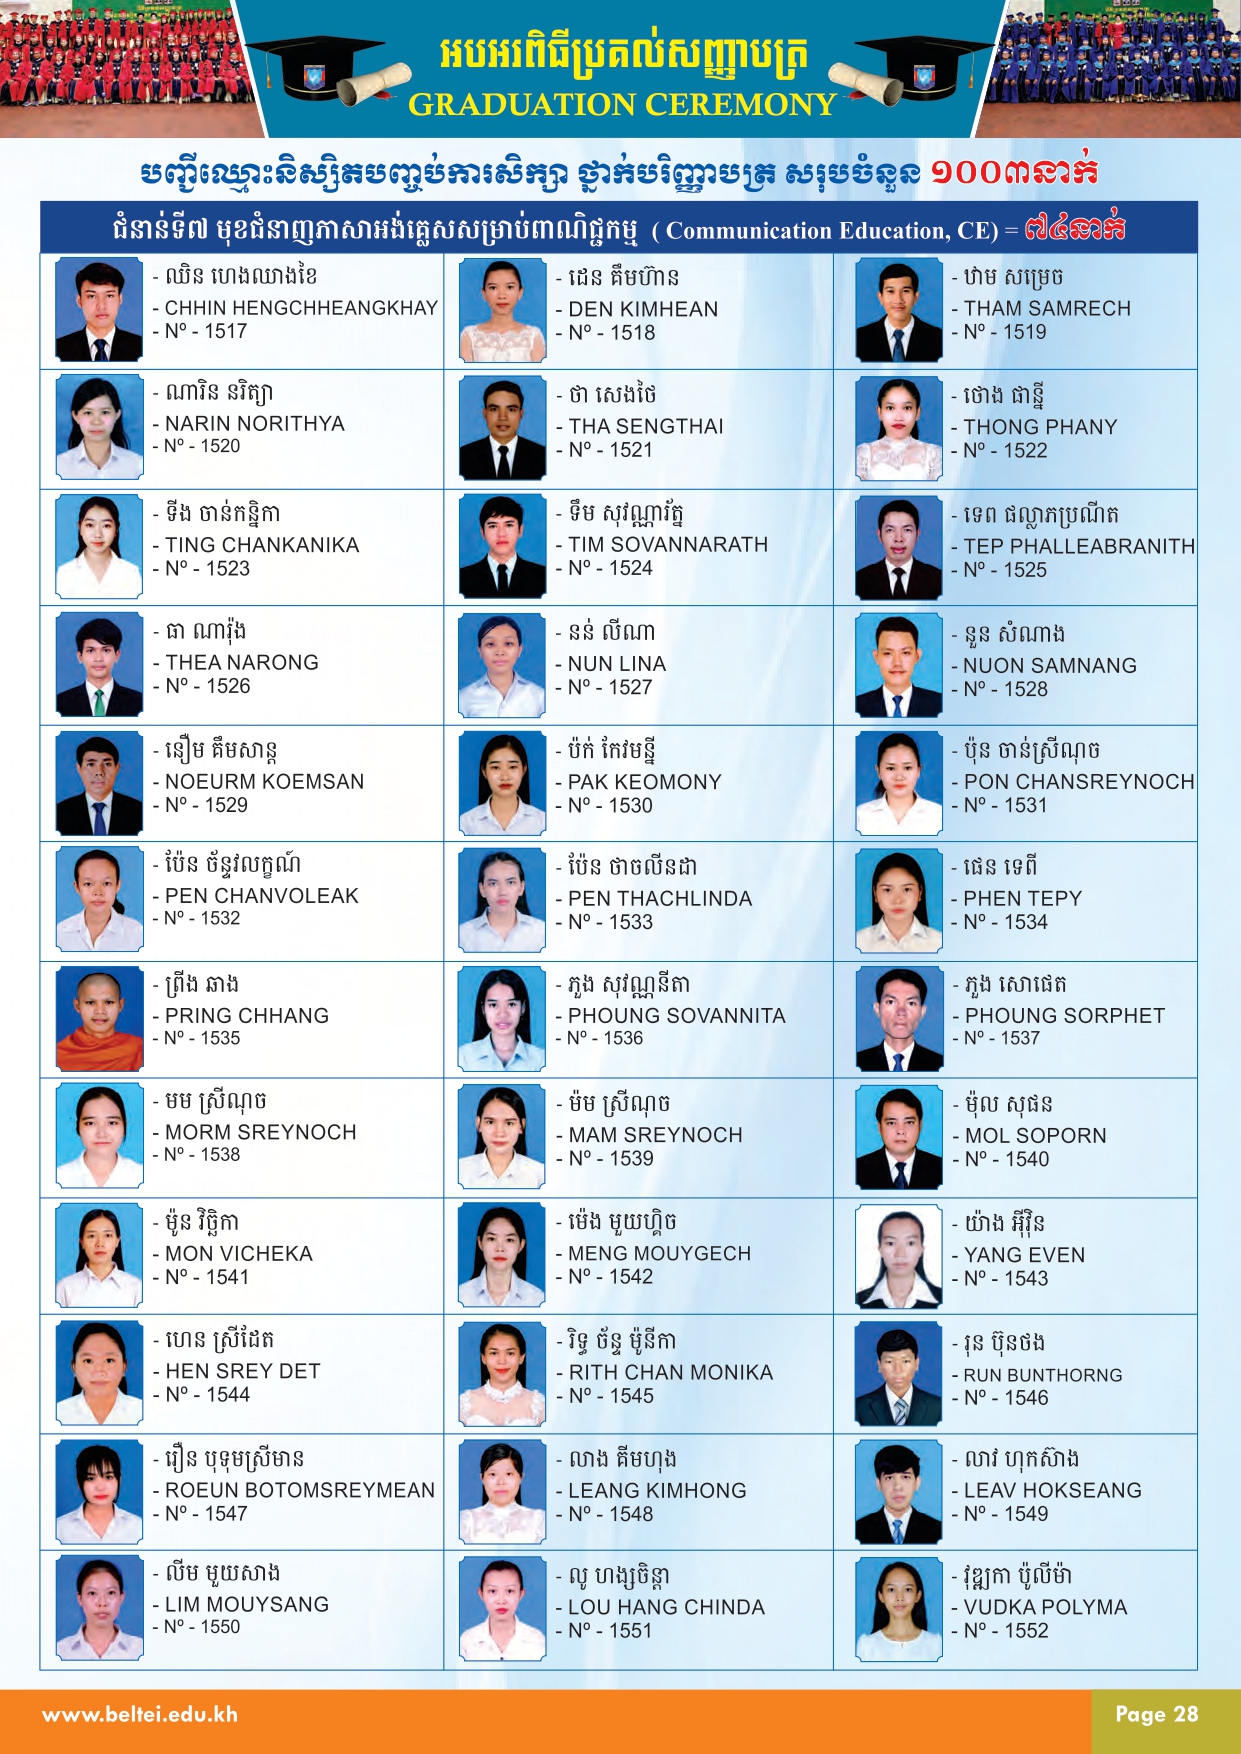 អបអរពិធីប្រគល់សញ្ញាបត្រ
GRADUATION CEREMONY
បញ្ជីឈ្មោះនិស្សិតបញ្ចប់ការសិក្សា ថ្នាក់បរិញ្ញាបត្រ សរុបចំនួន ១០០៣នាក់
ជំនាន់ទី៧ មុខជំនាញភាសាអង់គ្លេសសម្រាប់ពាណិជ្ជកម្ម ( Communication Education, CE) = ៧៤នាក់
- ឈិន ហេងឈាងខៃ
- CHHIN HENGCHHEANGKHAY
- Nº - 1517
- ដេន គឹមហ៊ាន
- DEN KIMHEAN
- Nº - 1518
- ឋាម សម្រេច
- THAM SAMRECH
- Nº - 1519
- ណារិន នរិត្យា
- NARIN NORITHYA
- Nº - 1520
- ថា សេងថៃ
- THA SENGTHAI
- Nº - 1521
- ថោង ផាន្នី
- THONG PHANY
- Nº - 1522
- ទីង ចាន់កន្និកា
- TING CHANKANIKA
- Nº - 1523
- ទឹម សុវណ្ណារ័ត្ន
- TIM SOVANNARATH
- Nº - 1524
- ទេព ផល្លាភប្រណីត
- TEP PHALLEABRANITH
- Nº - 1525
- ធា ណារ៉ុង
- THEA NARONG
- Nº - 1526
- នន់ លីណា
- NUN LINA
- Nº - 1527
- នួន សំណាង
- NUON SAMNANG
- Nº - 1528
- នឿម គឹមសាន្ត
- NOEURM KOEMSAN
- Nº - 1529
- ប៉ក់ កែវមន្នី
- PAK KEOMONY
- Nº - 1530
- ប៉ុន ចាន់ស្រីណុច
- PON CHANSREYNOCH
- Nº - 1531
- ប៉ែន ច័ន្ទវលក្ខណ៍
- PEN CHANVOLEAK
- Nº - 1532
- ប៉ែន ថាចលីនដា
- PEN THACHLINDA
- Nº - 1533
- ផេន ទេពី
- PHEN TEPY
- Nº - 1534
- ព្រីង ឆាង
- PRING CHHANG
- Nº - 1535
- ភួង សុវណ្ណនីតា
- PHOUNG SOVANNITA
- Nº - 1536
- ភួង សោផេត
- PHOUNG SORPHET
- Nº - 1537
- មម ស្រីណុច
- MORM SREYNOCH
- Nº - 1538
- ម៉ម ស្រីណុច
- MAM SREYNOCH
- Nº - 1539
- ម៉ុល សុផន
- MOL SOPORN
- Nº - 1540
- ម៉ូន វិច្ឆិកា
- MON VICHEKA
- Nº - 1541
- ម៉េង មួយហ្គិច
- MENG MOUYGECH
- Nº - 1542
- យ៉ាង អ៊ីវ៉ិន
- YANG EVEN
- Nº - 1543
- ហេន ស្រីដែត
- HEN SREY DET
- Nº - 1544
- រិទ្ធ ច័ន្ទ ម៉ូនីកា
- RITH CHAN MONIKA
- Nº - 1545
- រុន ប៊ុនថង
- RUN BUNTHORNG
- Nº - 1546
- រឿន បុទុមស្រីមាន
- ROEUN BOTOMSREYMEAN
- Nº - 1547
- លាង គីមហុង
- LEANG KIMHONG
- Nº - 1548
- លាវ ហុកស៊ាង
- LEAV HOKSEANG
- Nº - 1549
- លីម មួយសាង
- LIM MOUYSANG
- Nº - 1550
- លូ ហង្សចិន្តា
- LOU HANG CHINDA
- Nº - 1551
- វុឌ្ឍកា ប៉ូលីម៉ា
- VUDKA POLYMA
- Nº - 1552
www.beltei.edu.kh
Page 28